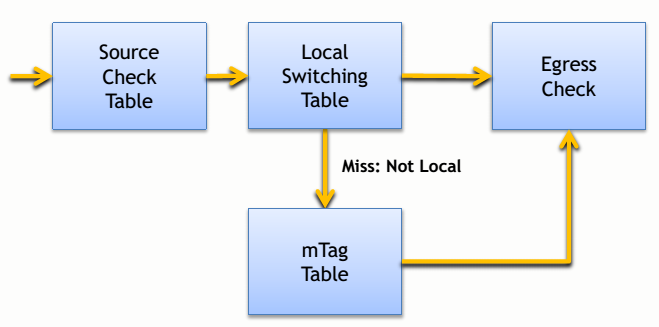 Source
Check
Table
Local
Switching
Table
Egress
Check
Miss: Not Local
mTag
Table